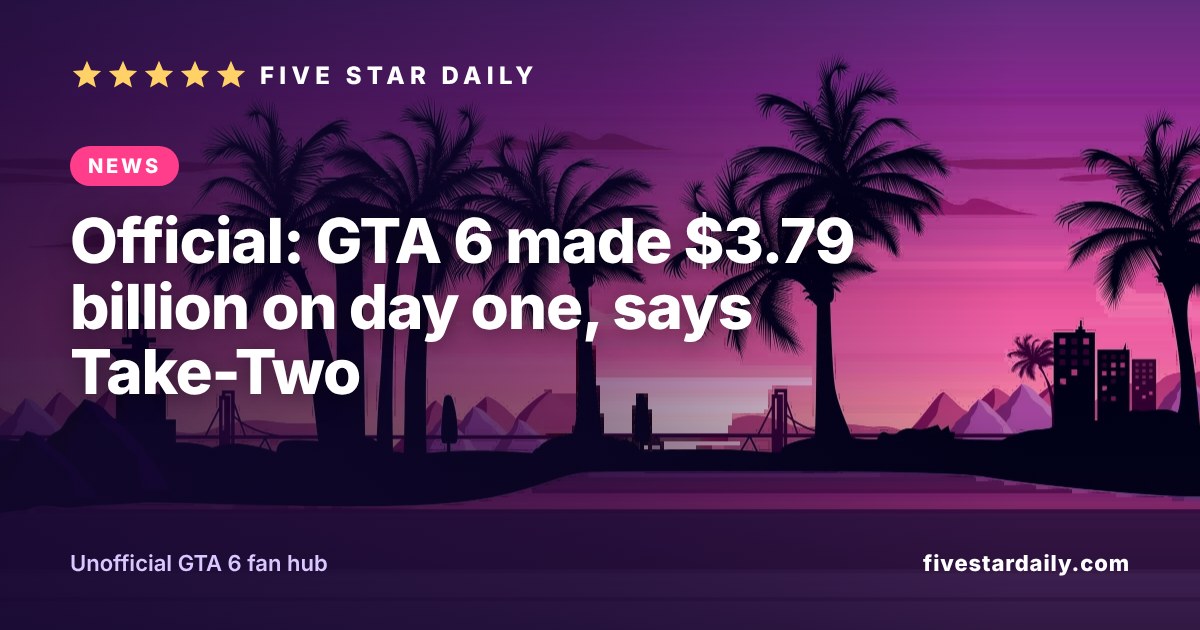 FIVE STAR DAILY
NEWS
Official: GTA 6 made $3.79
billion on day one, says
Take-Two
Unofficial GTA 6 fan hub
fivestardaily.com